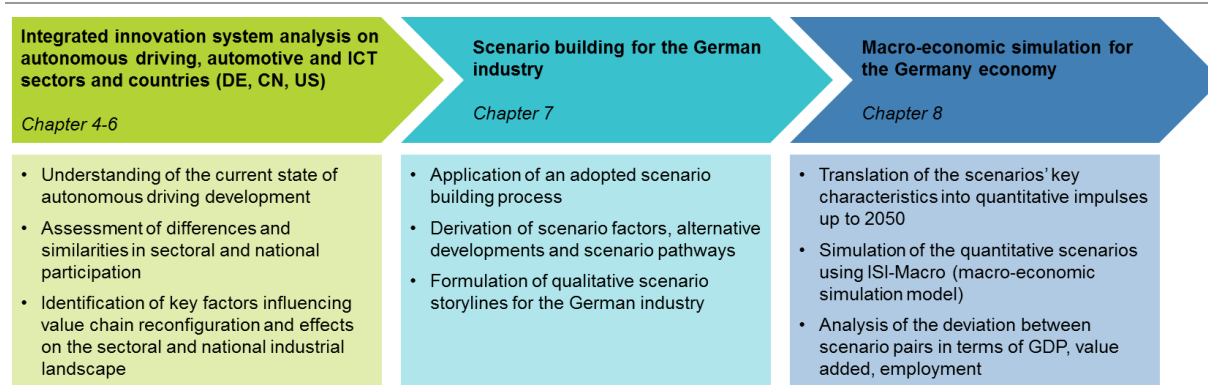 Integrated innovation system analysis on
autonomous driving, automotive and ICT
sectors and countries (DE, CN, US)
Chapter 4-6
• Understanding of the current state of
autonomous driving development
• Assessment of differences and
similarities in sectoral and national
participation
• Identification of key factors influencing
value chain reconfiguration and effects
on the sectoral and national industrial
landscape
Scenario building for the German
industry
Chapter 7
• Application of an adopted scenario
building process
• Derivation of scenario factors, alternative
developments and scenario pathways
• Formulation of qualitative scenario
storylines for the German industry
Macro-economic simulation for
the Germany economy
Chapter 8
• Translation of the scenarios' key
characteristics into quantitative impulses
up to 2050
• Simulation of the quantitative scenarios
using ISI-Macro (macro-economic
simulation model)
• Analysis of the deviation between
scenario pairs in terms of GDP, value
added, employment